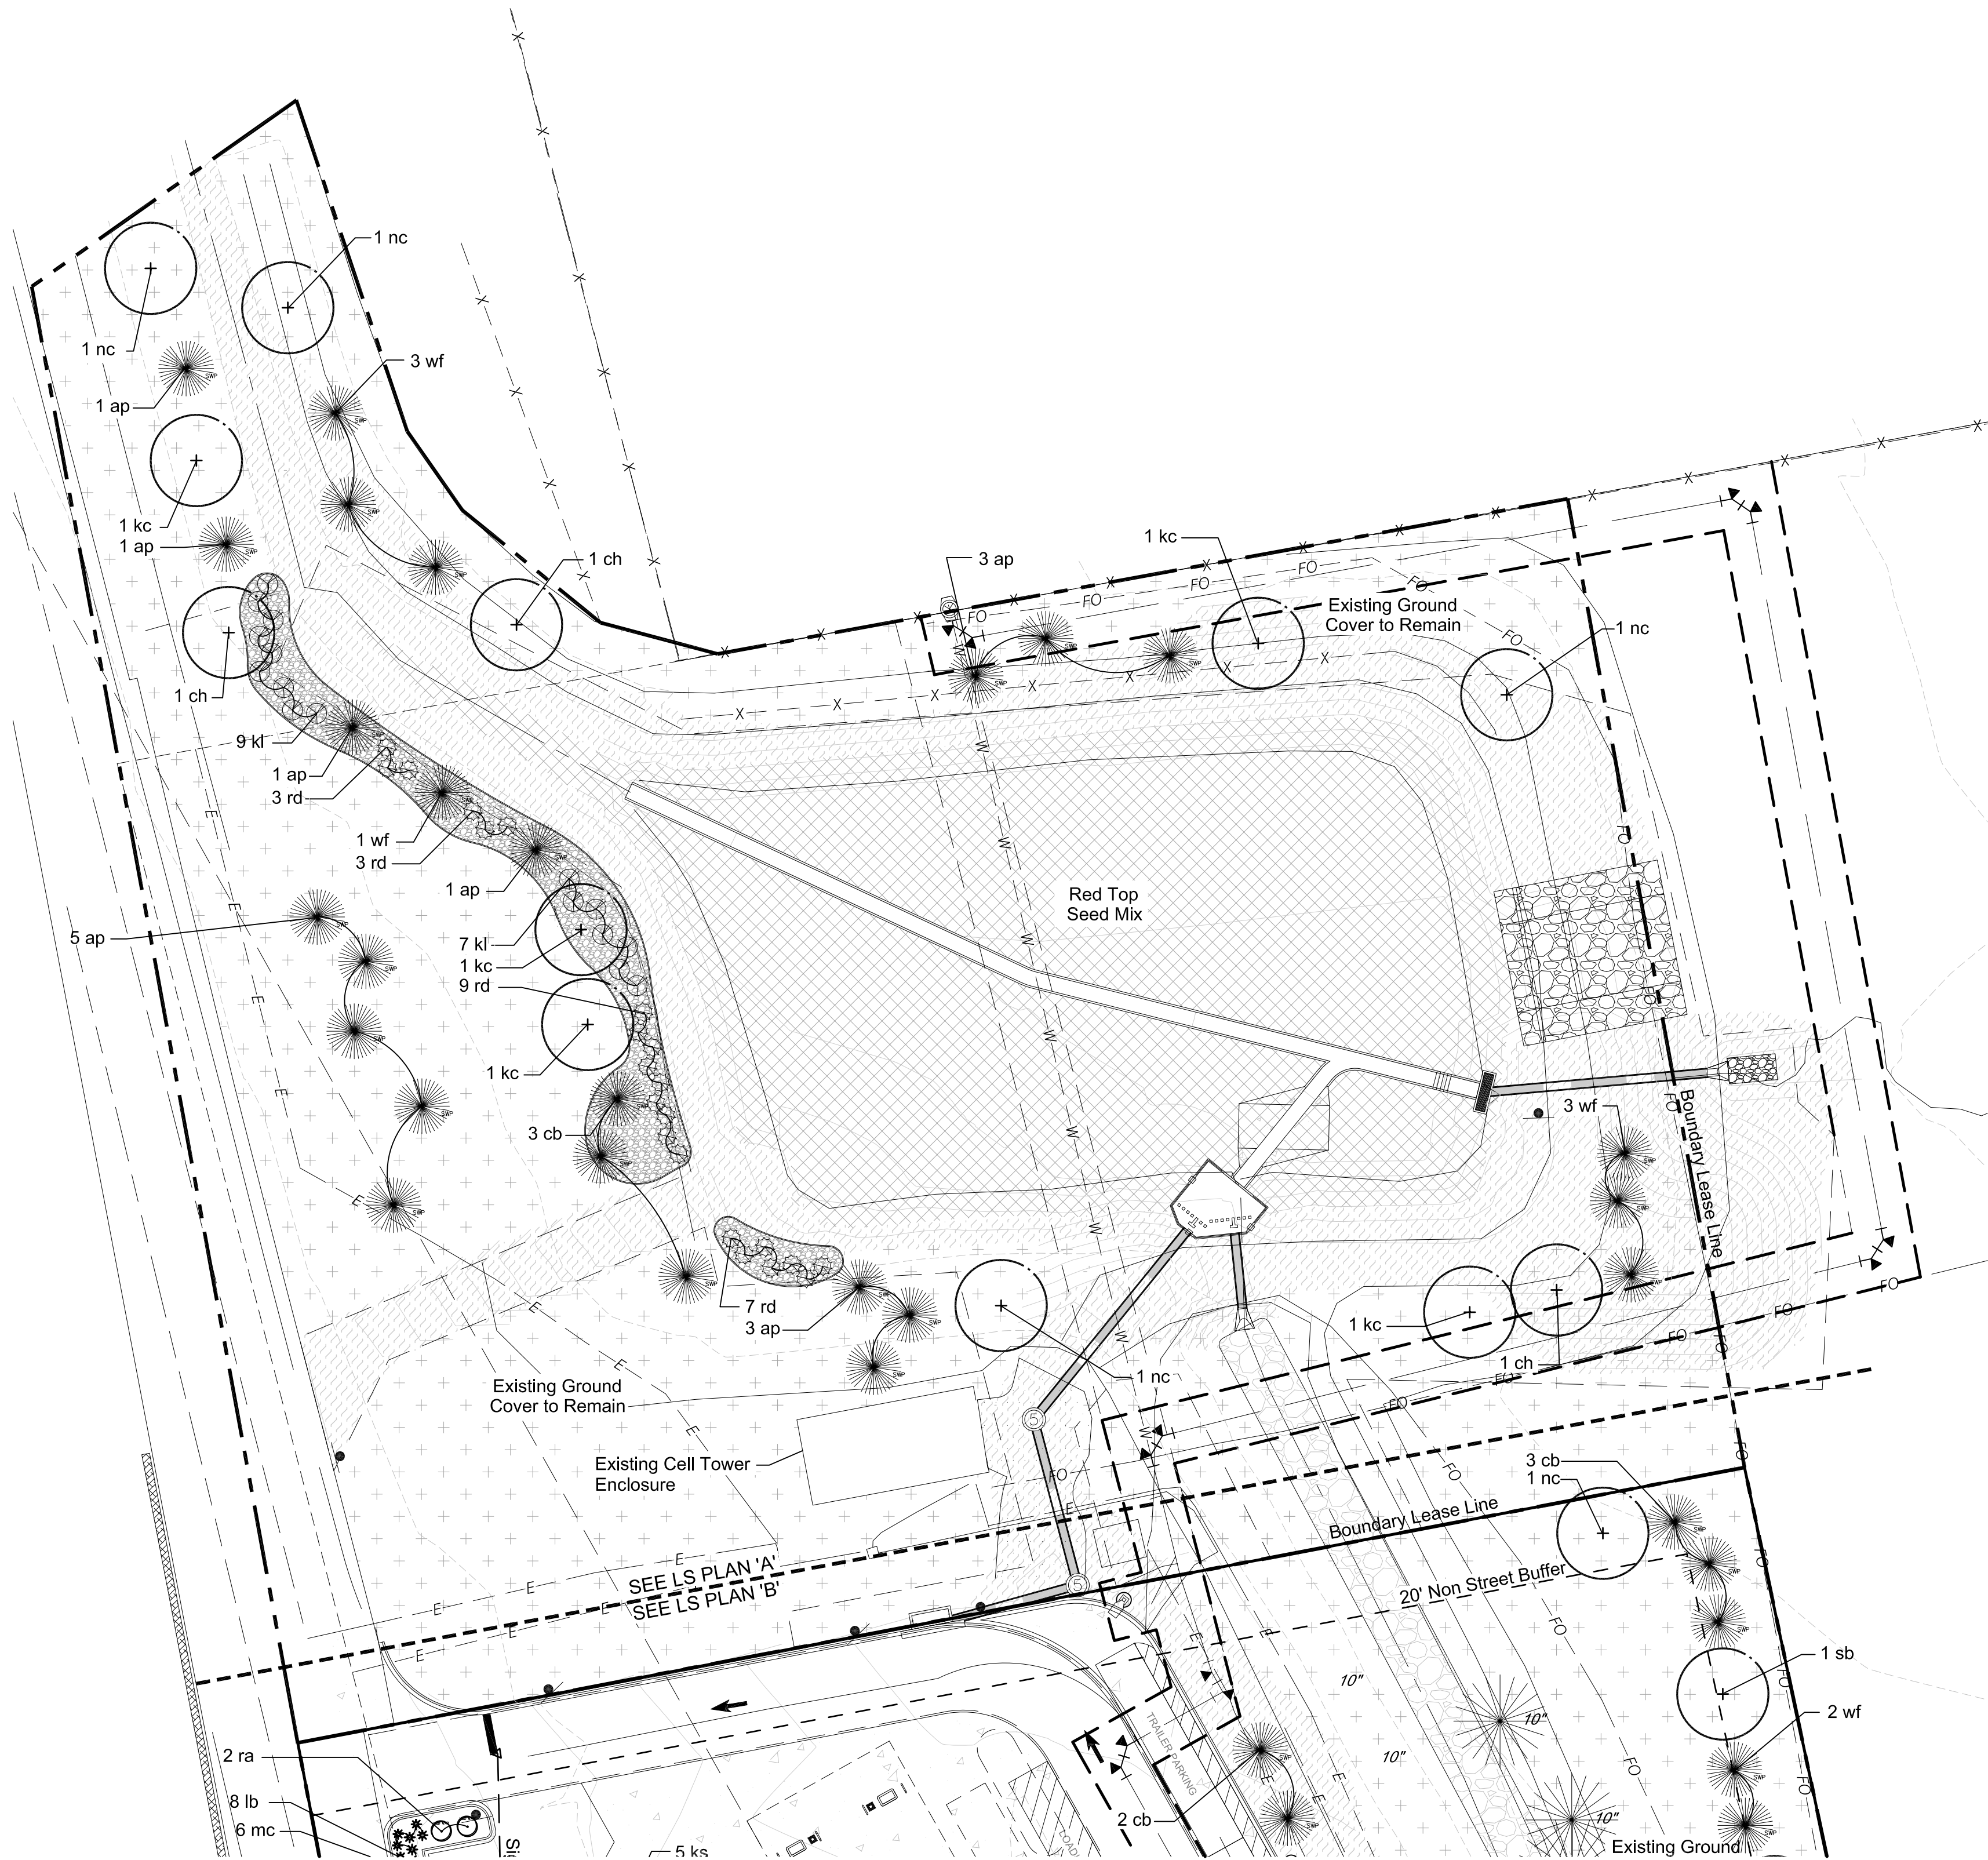 1 nc
1 nc
3 wf
1 ap
1 kc
1 ap
1 ch
3 ap
1 kc
Existing Ground
Cover to Remain
1 nc
1 ch
9 kl
1 ap
3 rd
1 wf
3 rd
1 ap
Red Top
Seed Mix
5 ap
7 kl
1 kc
9 rd
1 kc
3 cb
3 wf
Boundary Lease Line
7 rd
3 ap
1 kc
1 ch
1 nc
Existing Ground
Cover to Remain
Existing Cell Tower
Enclosure
3 cb
1 nc
Boundary Lease Line
SEE LS PLAN 'A'
SEE LS PLAN 'B'
20' Non Street Buffer
1 sb
2 wf
10"
10"
10"
10"
TRAILER PARKING
2 ra
8 lb
6 mc
5 ks
2 cb
Existing Ground